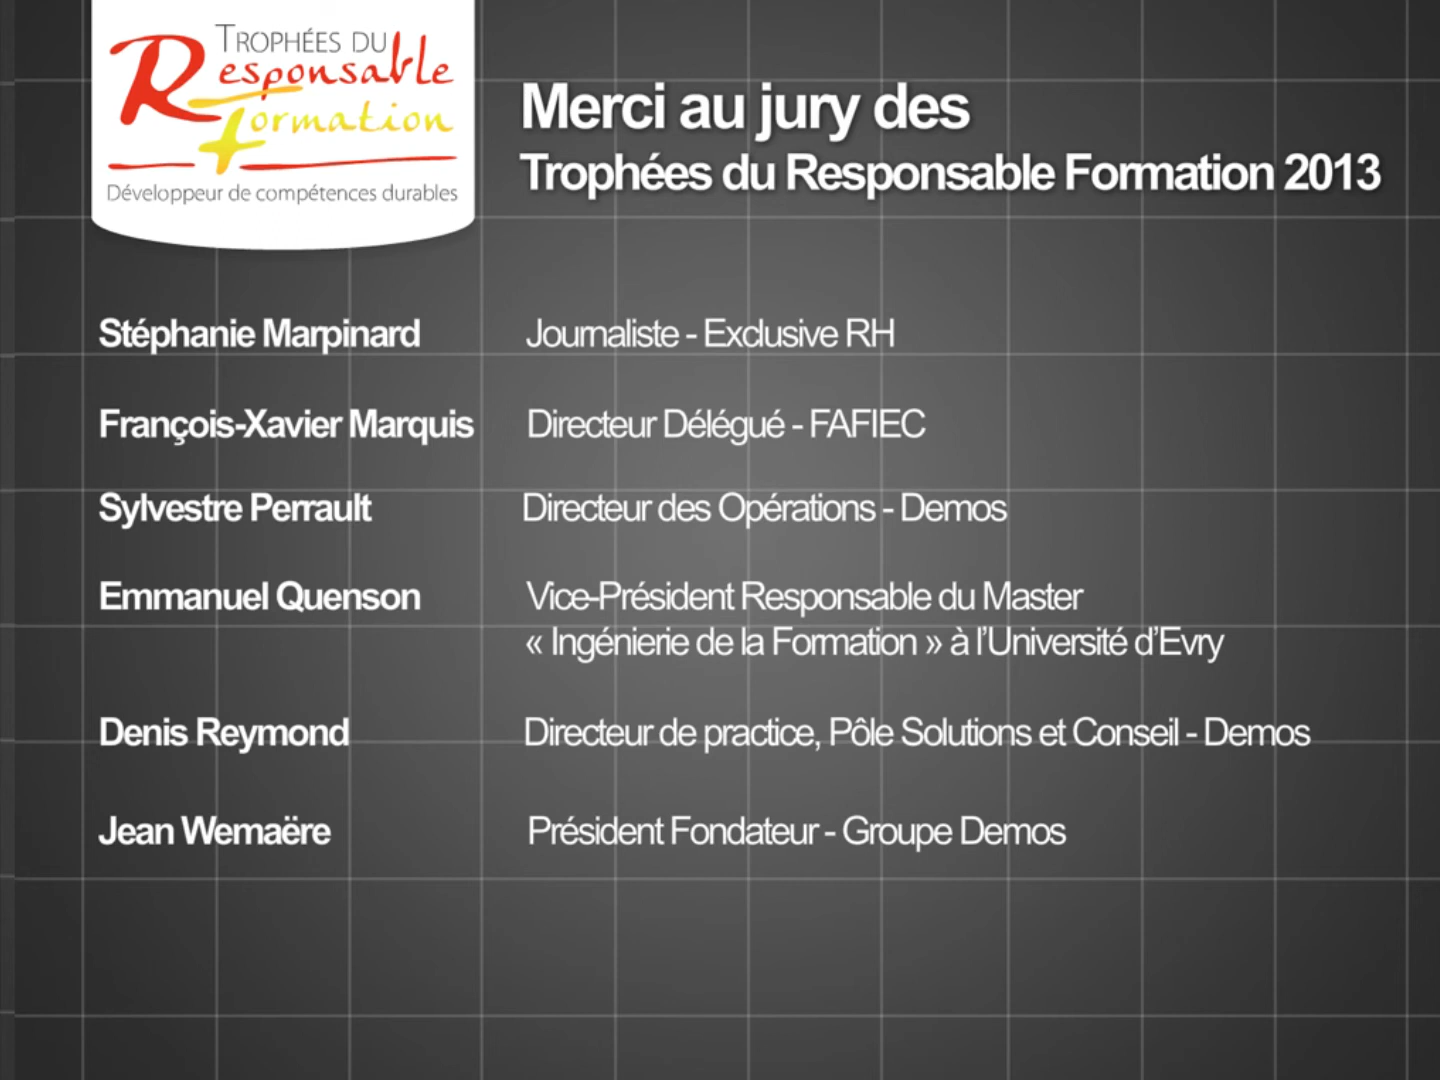 TROPHÉES DU
Responsable
Formation
Développeur de compétences durables
Merci au jury des
Trophées du Responsable Formation 2013
Stéphanie Marpinard Journaliste - Exclusive RH
François-Xavier Marquis Directeur Délégué - FAFIEC
Sylvestre Perrault Directeur des Opérations - Demos
Emmanuel Quenson Vice-Président Responsable du Master
« Ingénierie de la Formation » à l’Université d’Evry
Denis Reymond Directeur de practice, Pôle Solutions et Conseil - Demos
Jean Wemaëre Président Fondateur - Groupe Demos